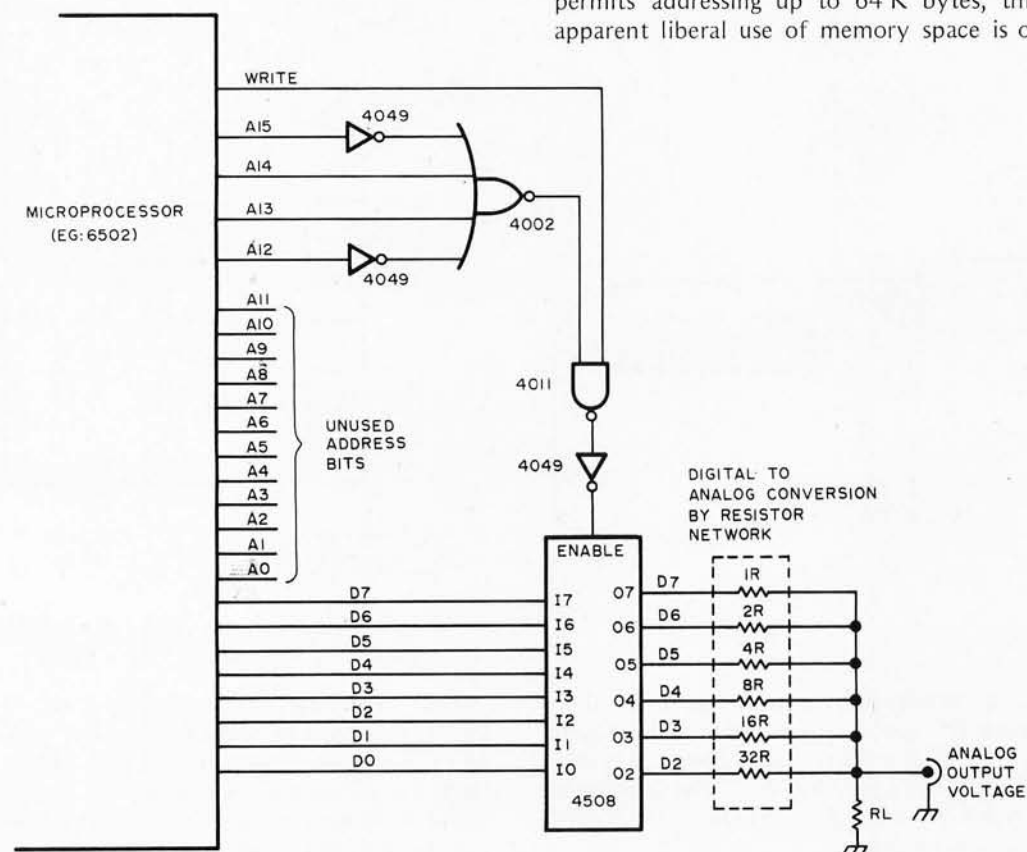 permits addressing up to 64 K bytes, th
apparent liberal use of memory space is o
WRITE
4049
A15
A14
A13
MICROPROCESSOR
(EG: 6502)
4002
A12
4049
A11
A10
A9
A8
A7
A6
A5
A4
A3
A2
A1
A0
UNUSED
ADDRESS
BITS
4011
4049
DIGITAL TO
ANALOG CONVERSION
BY RESISTOR
NETWORK
ENABLE
D7
I7
O7
D7
1R
D6
I6
O6
D6
2R
D5
I5
O5
D5
4R
D4
I4
O4
D4
8R
D3
I3
O3
D3
16R
D2
I2
D1
I1
D0
I0
O2
D2
32R
4508
ANALOG
OUTPUT
VOLTAGE
RL